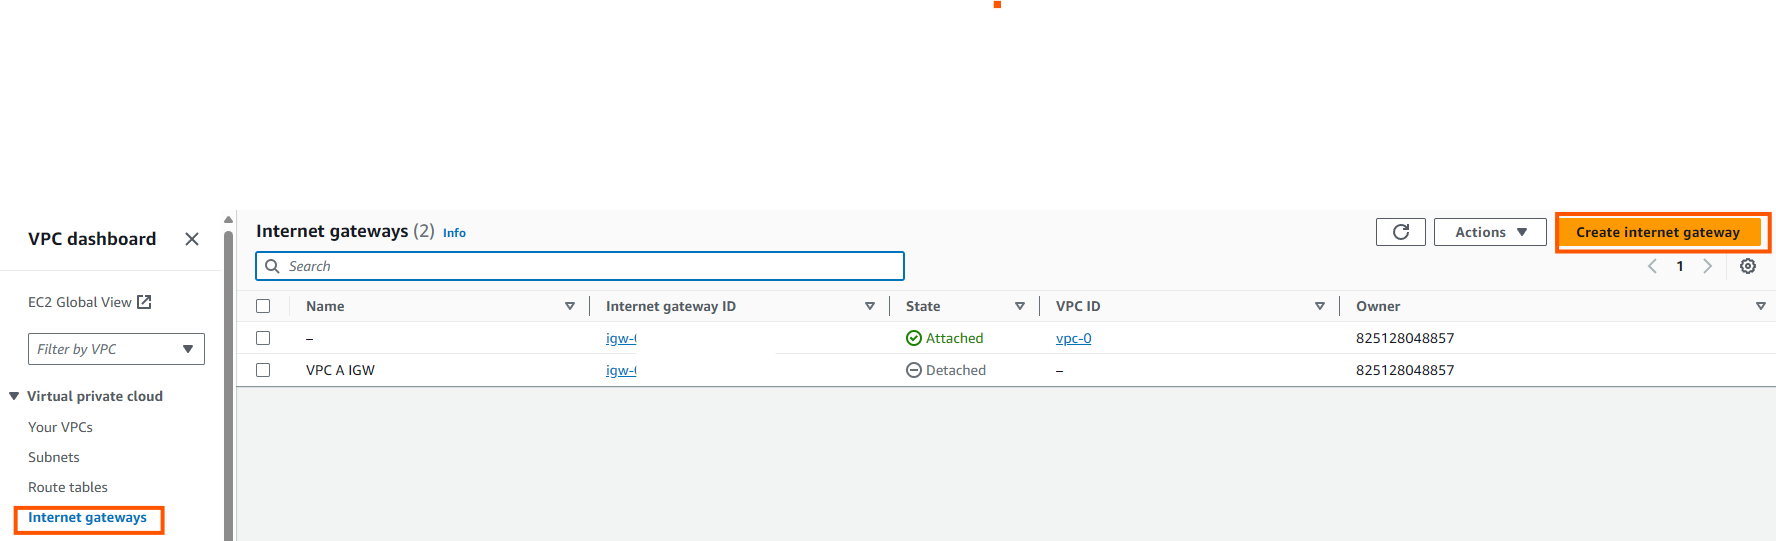 VPC dashboard
EC2 Global View
Filter by VPC
Virtual private cloud
Your VPCs
Subnets
Route tables
Internet gateways
Internet gateways (2) Info
Actions
Create internet gateway
Search
1
Name Internet gateway ID State VPC ID Owner
– igw-0 Attached vpc-0 825128048857
VPC A IGW igw-0 Detached – 825128048857